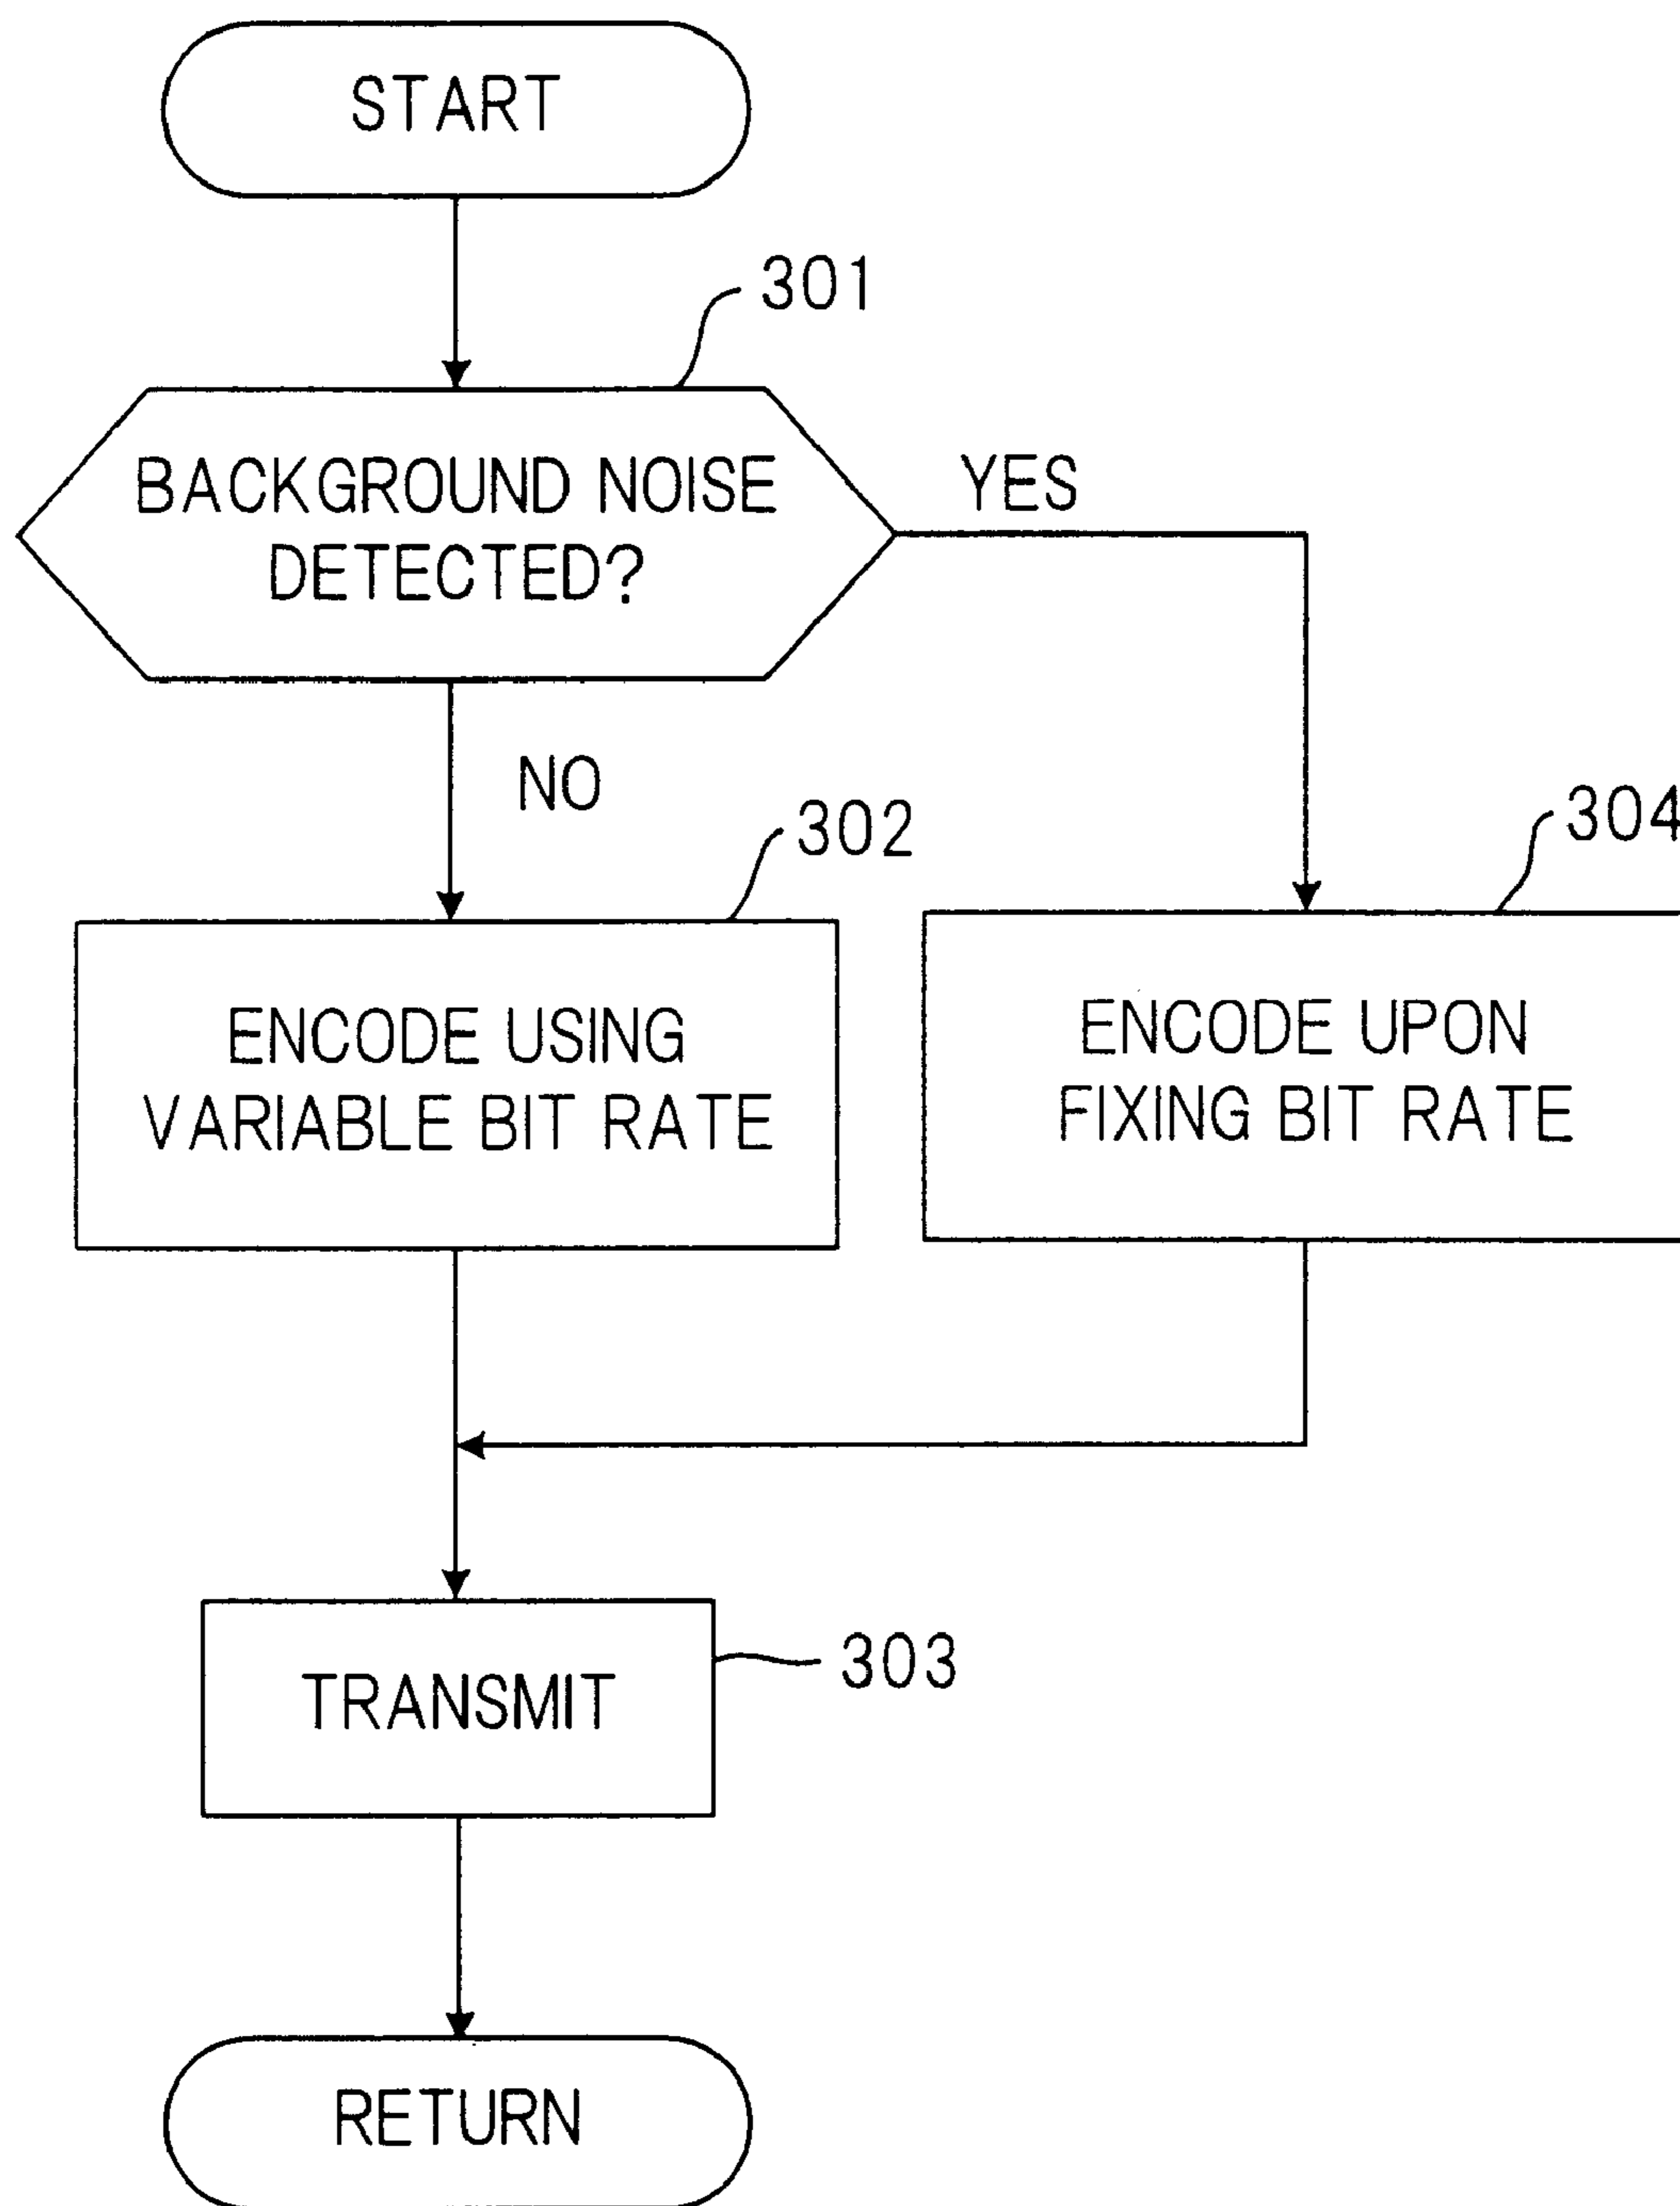 START
301
BACKGROUND NOISE
DETECTED?
YES
NO
302
304
ENCODE USING
VARIABLE BIT RATE
ENCODE UPON
FIXING BIT RATE
TRANSMIT
303
RETURN